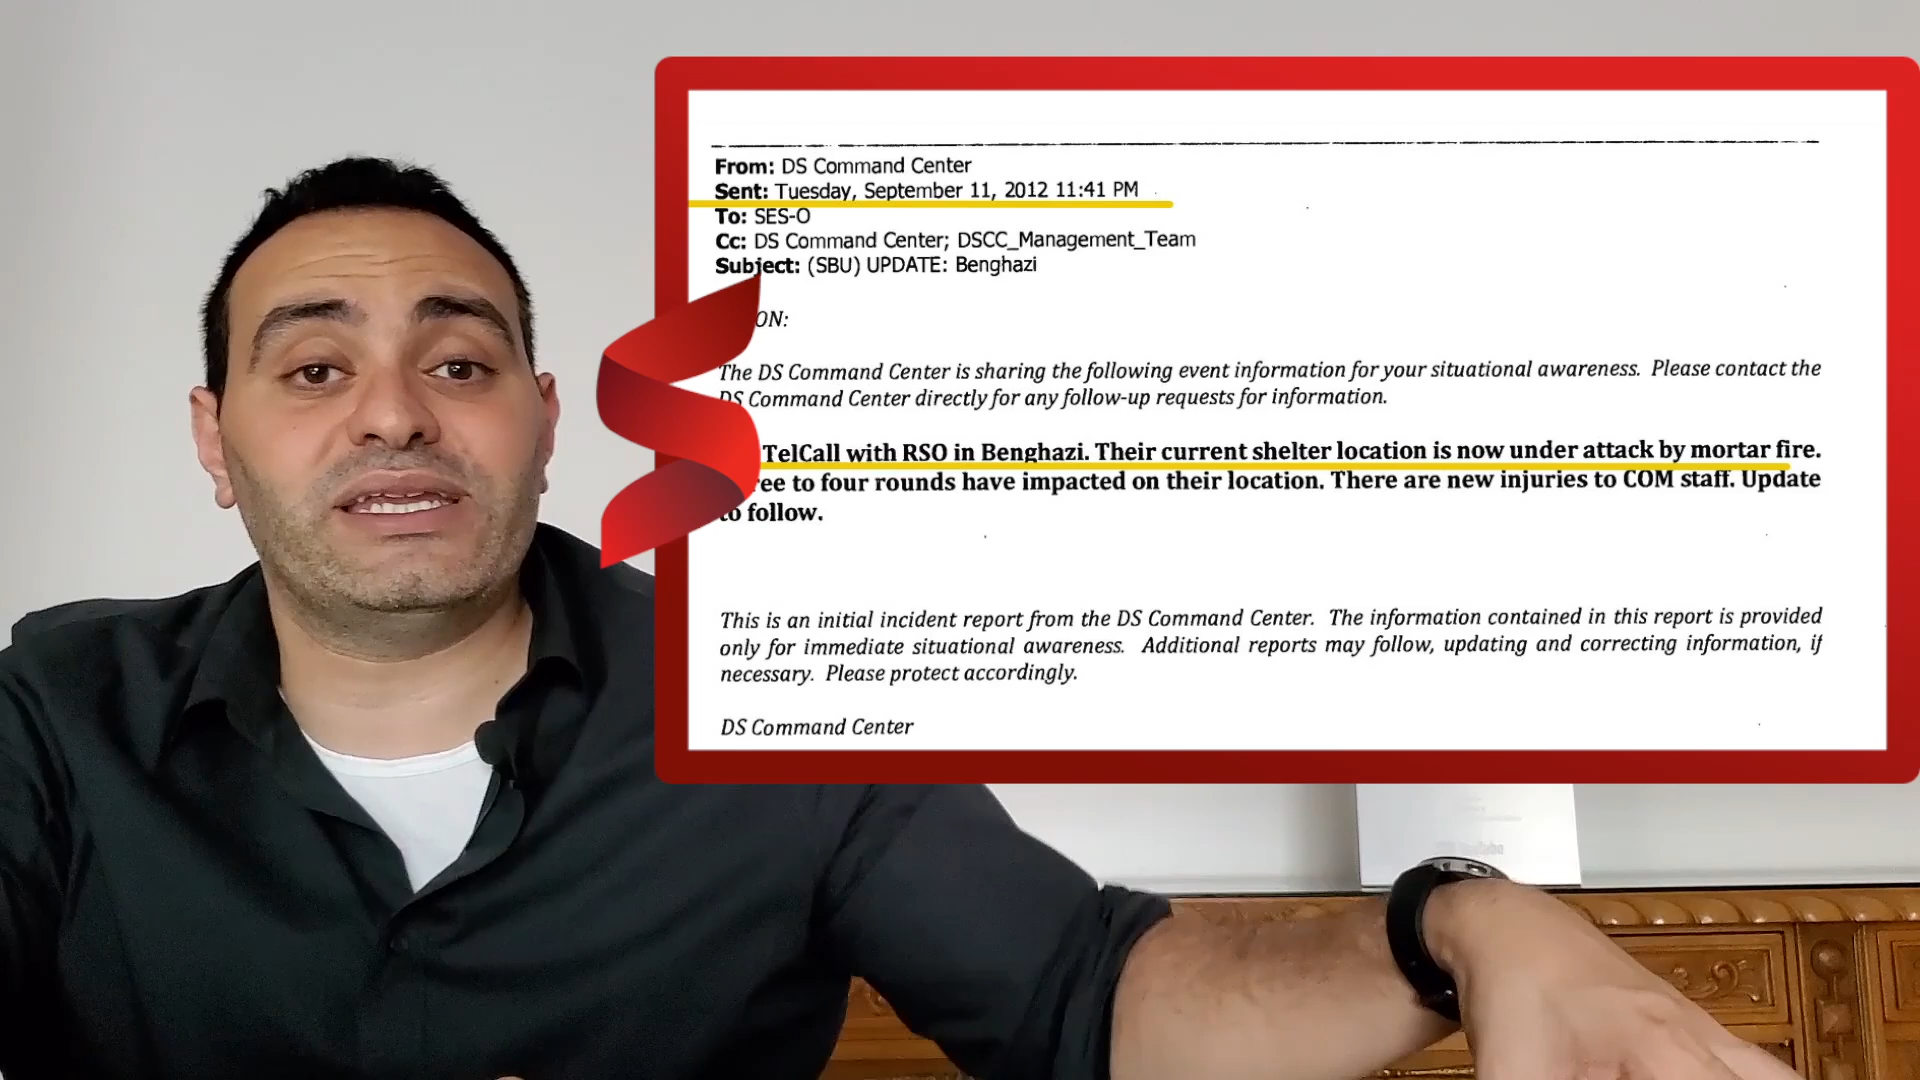 From: DS Command Center
Sent: Tuesday, September 11, 2012 11:41 PM
To: SES-O
Cc: DS Command Center; DSCC_Management_Team
Subject: (SBU) UPDATE: Benghazi
The DS Command Center is sharing the following event information for your situational awareness. Please contact the
DS Command Center directly for any follow-up requests for information.
TelCall with RSO in Benghazi. Their current shelter location is now under attack by mortar fire.
to four rounds have impacted on their location. There are new injuries to COM staff. Update
to follow.
This is an initial incident report from the DS Command Center. The information contained in this report is provided
only for immediate situational awareness. Additional reports may follow, updating and correcting information, if
necessary. Please protect accordingly.
DS Command Center